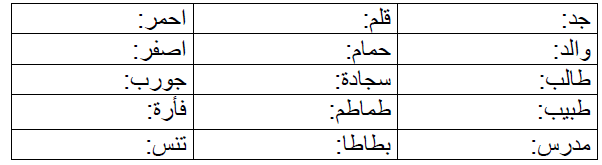 جد: قلم: احمر:
والد: حمام: اصفر:
طالب: سجادة: جورب:
طبيب: طماطم: فأرة:
مدرس: بطاطا: تنس: